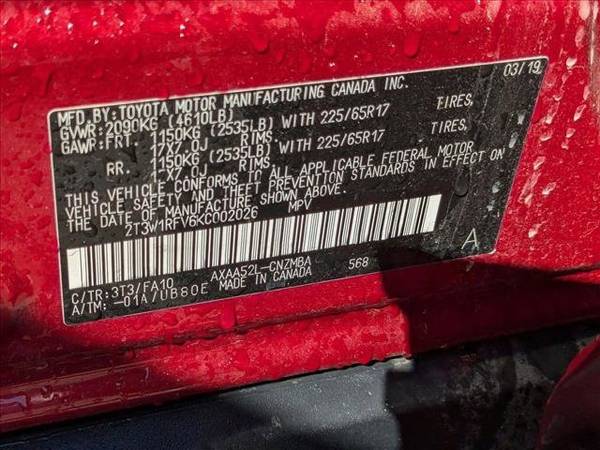 MFD.BY:TOYOTA MOTOR MANUFACTURING CANADA INC. 03/19
GVWR: 2090KG (4610LB)
GAWR: FRT. 1150KG (2535LB) WITH 225/65R17 TIRES,
17X7.0J RIMS
RR. 1150KG (2535LB) WITH 225/65R17 TIRES,
17X7.0J RIMS
THIS VEHICLE CONFORMS TO ALL APPLICABLE FEDERAL MOTOR
VEHICLE SAFETY AND THEFT PREVENTION STANDARDS IN EFFECT ON
THE DATE OF MANUFACTURE SHOWN ABOVE.
2T3W1RFV6KC002026 MPV
A
C/TR: 3T3/FA10 AXAA52L-CNZMBA 568
A/TM: -01A/UB80E MADE IN CANADA